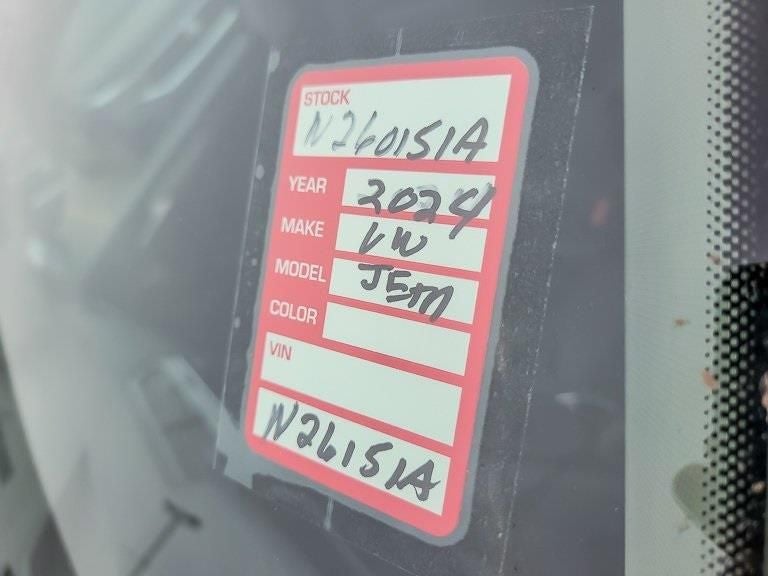 STOCK
N260151A
YEAR 2024
MAKE VW
MODEL JETTA
COLOR
VIN
N26151A